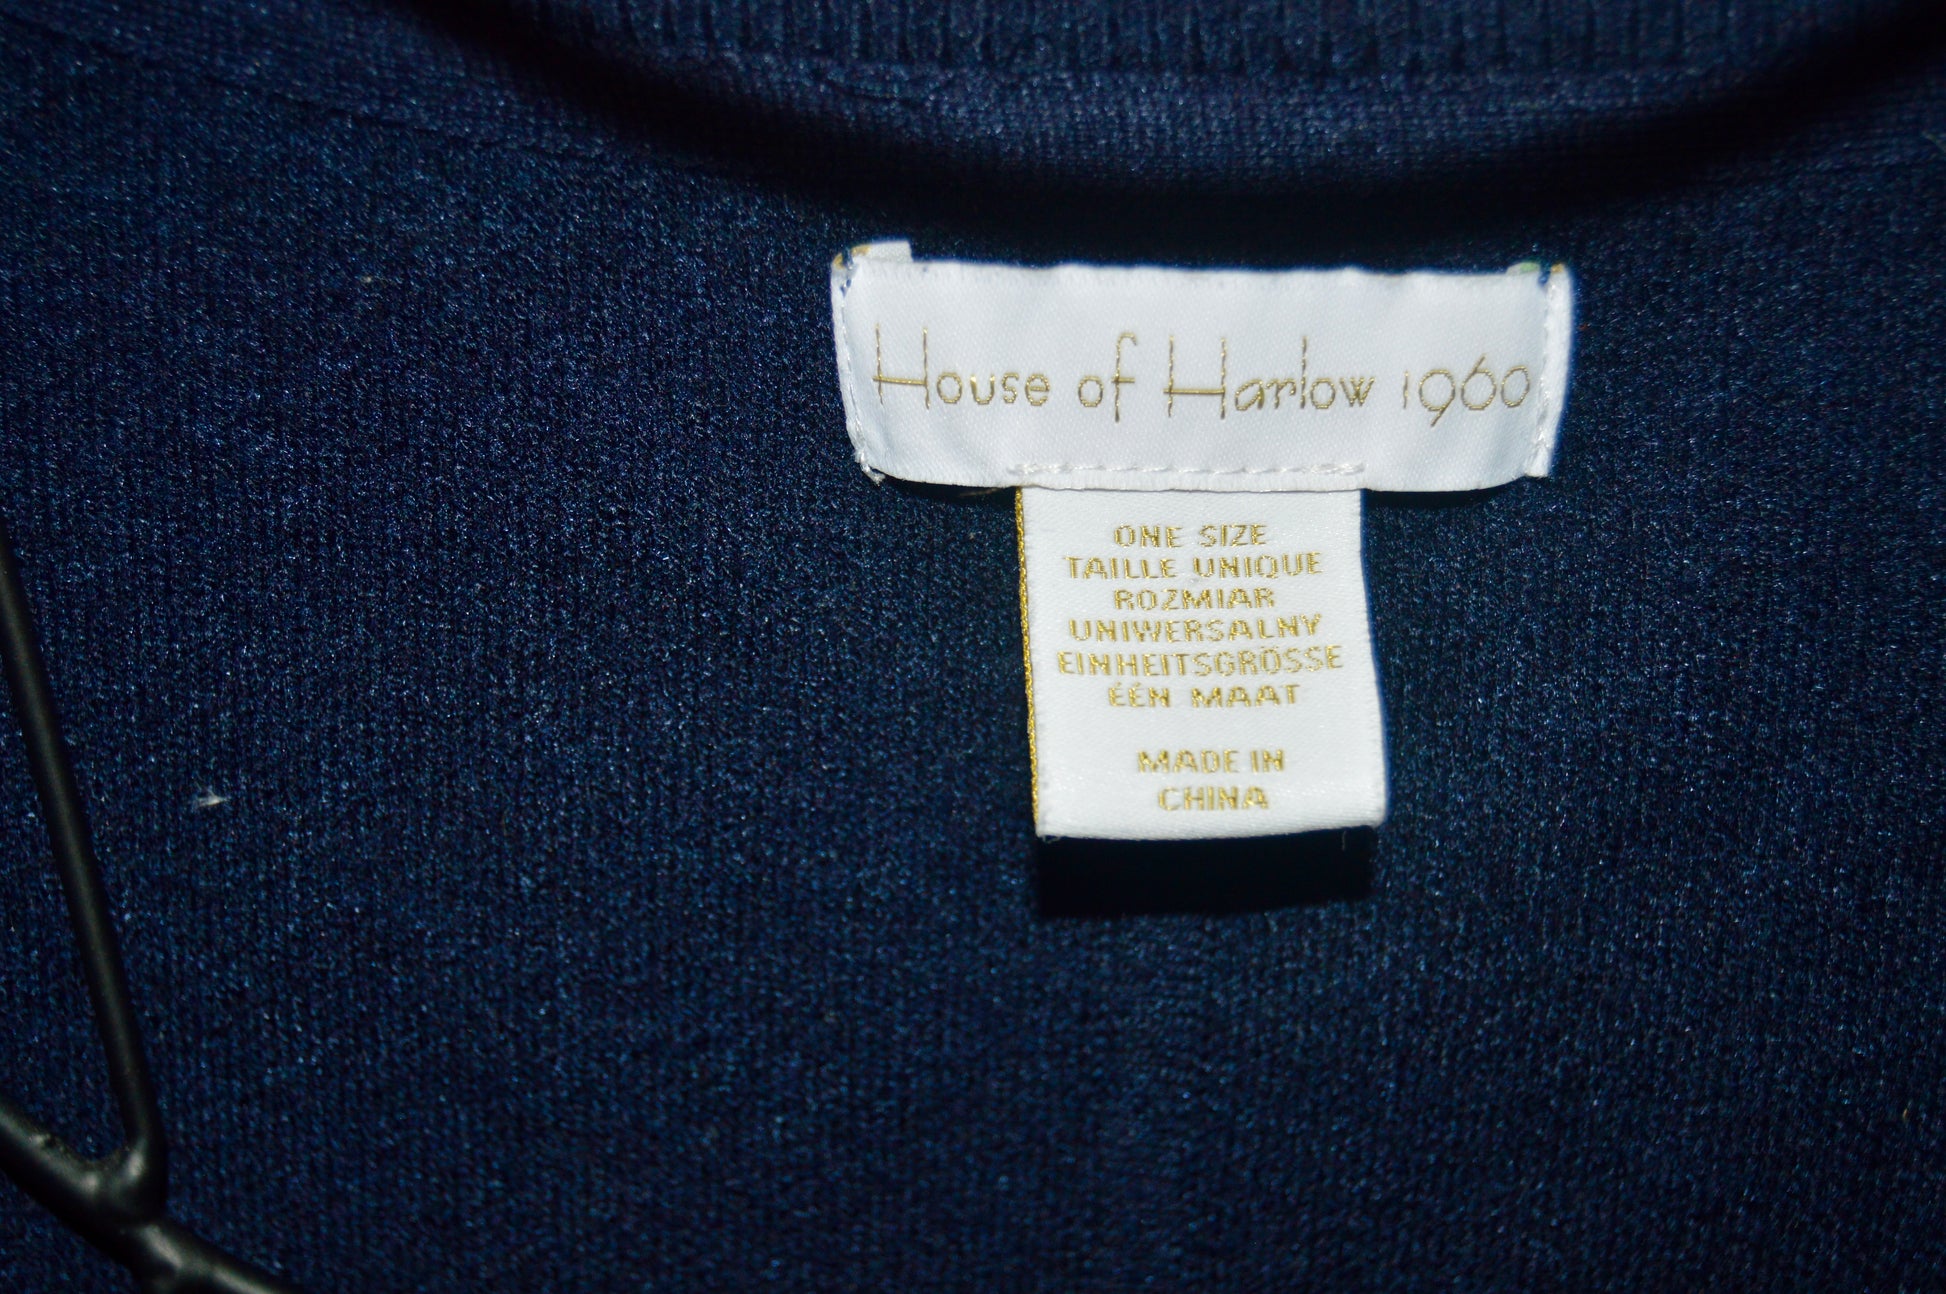 House of Harlow 1960
ONE SIZE
TAILLE UNIQUE
ROZMIAR
UNIWERSALNY
EINHEITSGRÖSSE
ÉÉN MAAT
MADE IN
CHINA